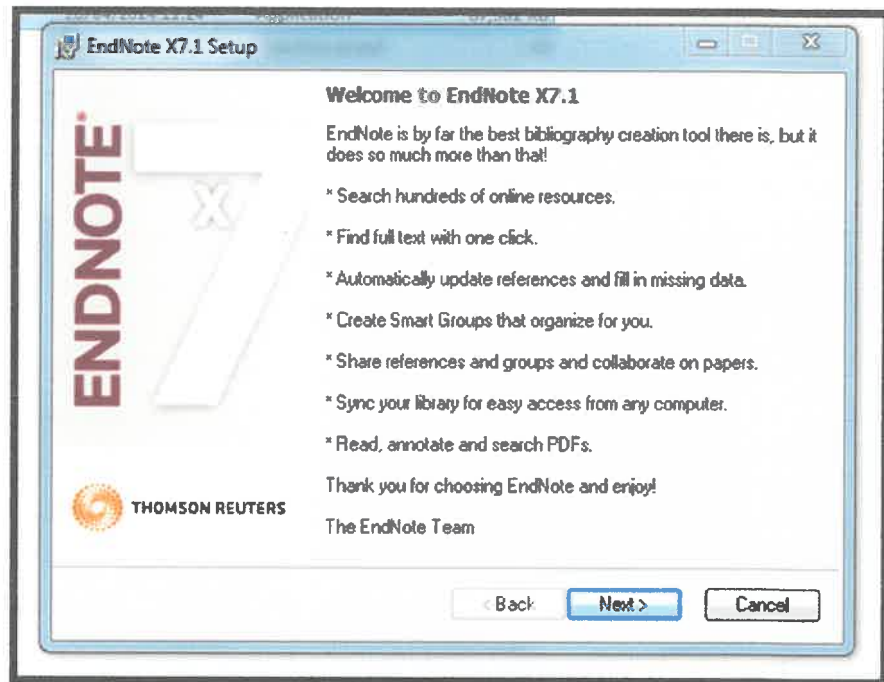 EndNote X7.1 Setup
Welcome to EndNote X7.1
EndNote is by far the best bibliography creation tool there is, but it
does so much more than that!
* Search hundreds of online resources.
* Find full text with one click.
* Automatically update references and fill in missing data.
* Create Smart Groups that organize for you.
* Share references and groups and collaborate on papers.
* Sync your library for easy access from any computer.
* Read, annotate and search PDFs.
Thank you for choosing EndNote and enjoy!
The EndNote Team
ENDNOTE
X
7
THOMSON REUTERS
< Back
Next >
Cancel